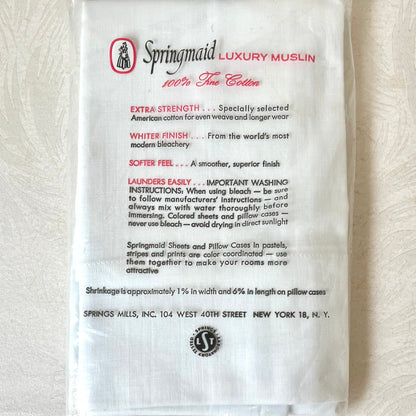 Springmaid LUXURY MUSLIN
100% Fine Cotton
EXTRA STRENGTH . . . Specially selected
American cotton for even weave and longer wear
WHITER FINISH . . . From the world's most
modern bleachery
SOFTER FEEL . . . A smoother, superior finish
LAUNDERS EASILY . . . IMPORTANT WASHING
INSTRUCTIONS: When using bleach — be sure
to follow manufacturers' instructions — and
always mix with water thoroughly before
immersing. Colored sheets and pillow cases —
never use bleach — avoid drying in direct sunlight
Springmaid Sheets and Pillow Cases in pastels,
stripes and prints are color coordinated — use
them together to make your rooms more
attractive
Shrinkage is approximately 1% in width and 6% in length on pillow cases
SPRINGS MILLS, INC. 104 WEST 40TH STREET NEW YORK 18, N. Y.
SPRINGS
TESTED
LST